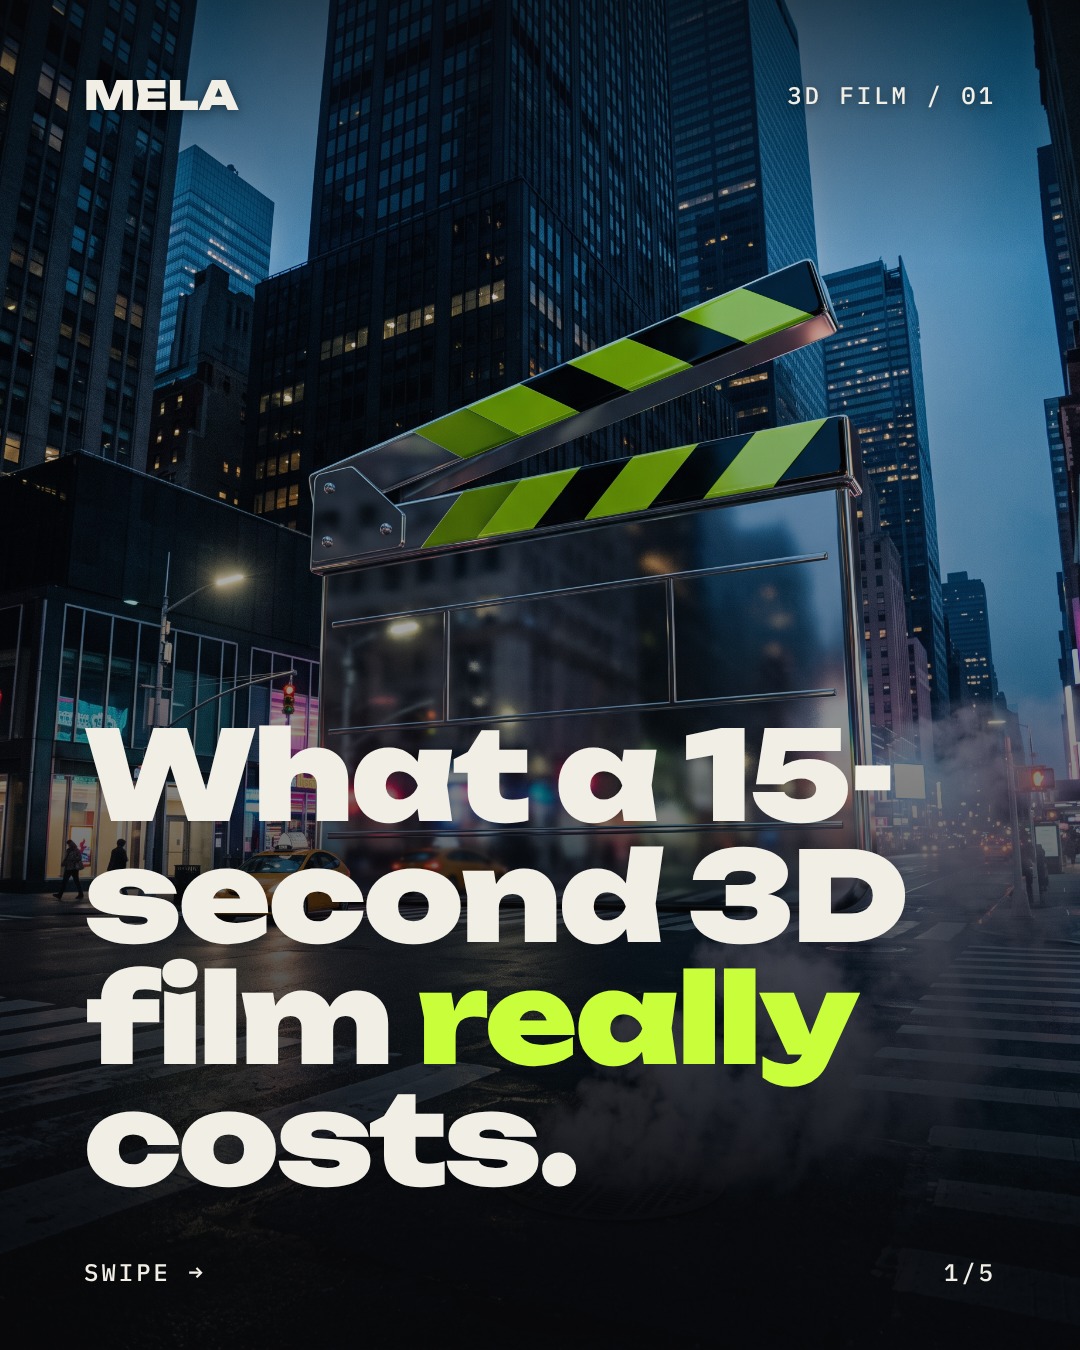 MELA
3D FILM / 01
What a 15-
second 3D
film really
costs.
SWIPE →
1/5